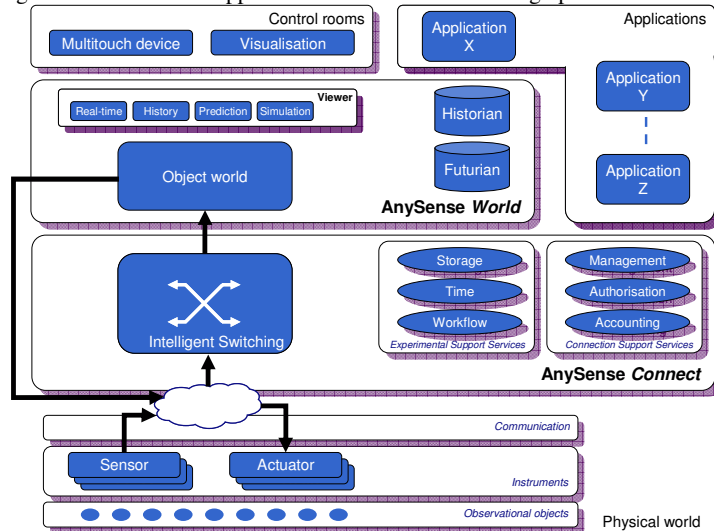 Control rooms
Multitouch device
Visualisation
Applications
Application
X
Application
Y
Application
Z
Viewer
Real-time
History
Prediction
Simulation
Historian
Futurian
Object world
AnySense World
Intelligent Switching
Storage
Time
Workflow
Experimental Support Services
Management
Authorisation
Accounting
Connection Support Services
AnySense Connect
Communication
Sensor
Actuator
Instruments
Observational objects
Physical world